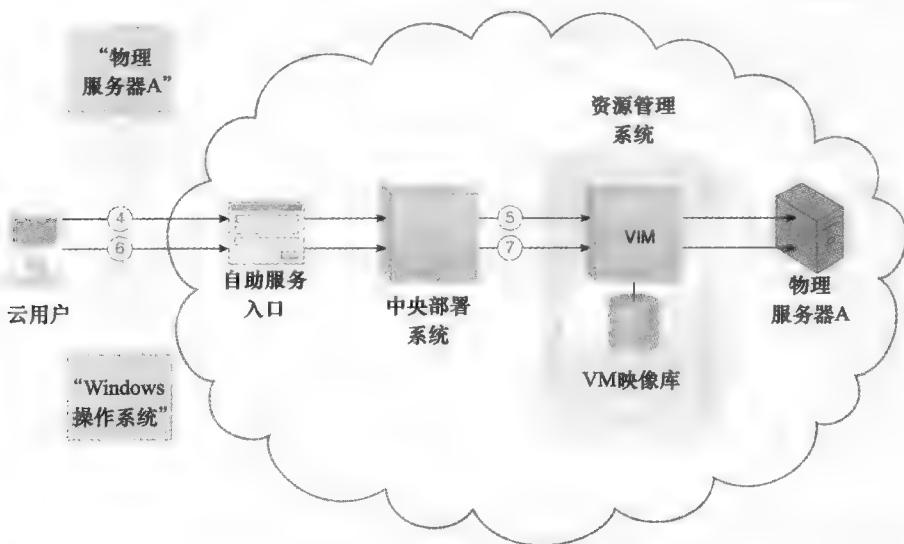 “物理
服务器A”
资源管理
系统
④
⑤
⑥
⑦
VIM
云用户
自助服务
入口
中央部署
系统
物理
服务器A
VM映像库
“Windows
操作系统”